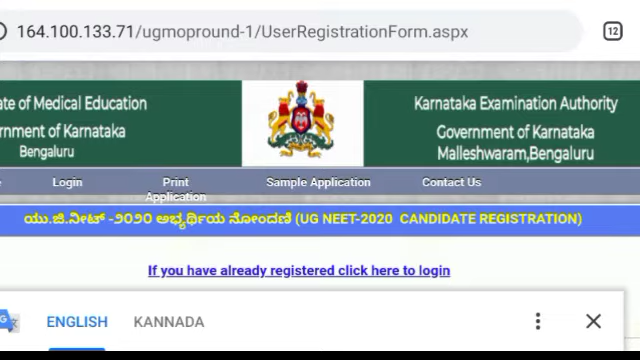 164.100.133.71/ugmopround-1/UserRegistrationForm.aspx
12
ate of Medical Education
rnment of Karnataka
Bengaluru
Karnataka Examination Authority
Government of Karnataka
Malleshwaram,Bengaluru
e Login Print Application Sample Application Contact Us
ಯು.ಜಿ.ನೀಟ್ -೨೦೨೦ ಅಭ್ಯರ್ಥಿಯ ನೋಂದಣಿ (UG NEET-2020 CANDIDATE REGISTRATION)
If you have already registered click here to login
G ENGLISH KANNADA